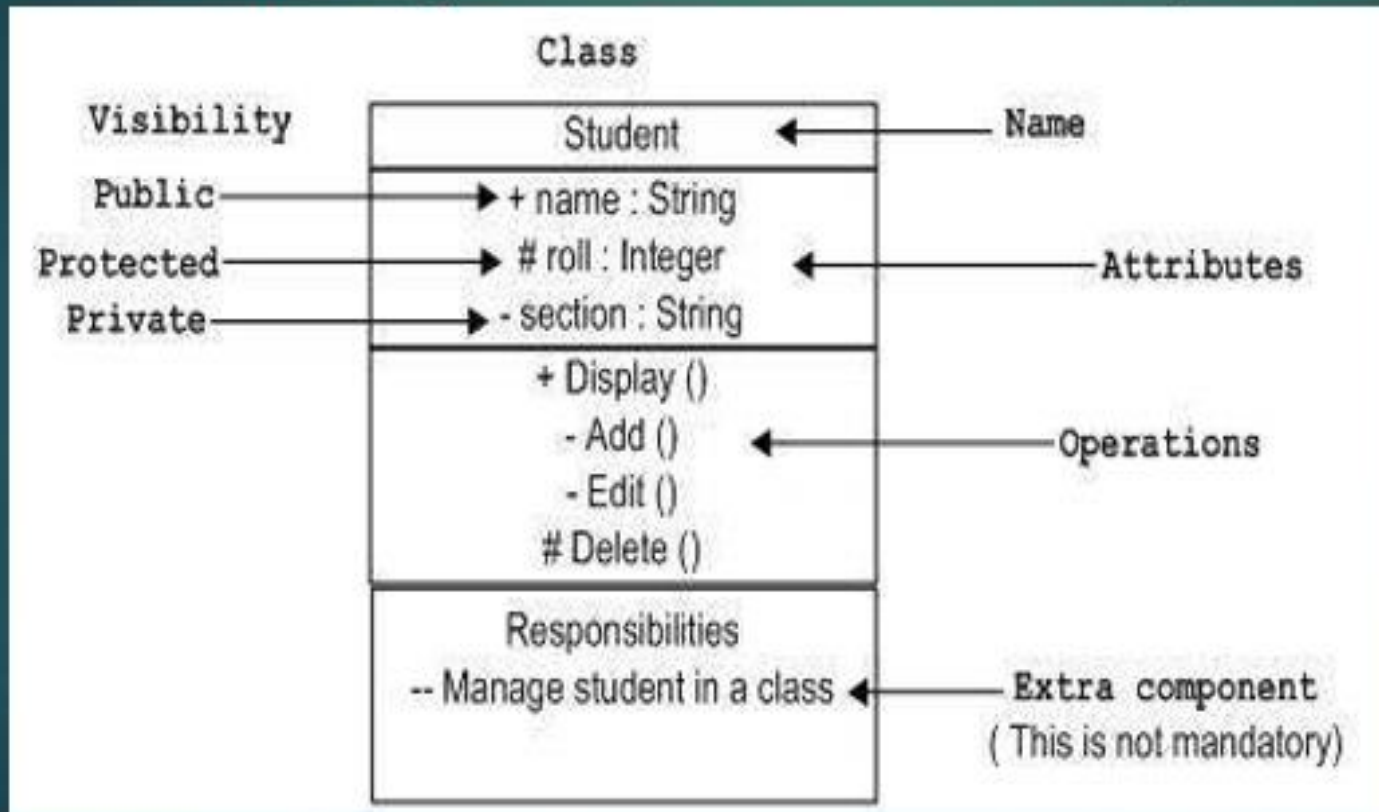 Class
Visibility
Student
Name
Public
+ name : String
Protected
# roll : Integer
Attributes
Private
- section : String
+ Display ()
- Add ()
Operations
- Edit ()
# Delete ()
Responsibilities
-- Manage student in a class
Extra component
( This is not mandatory)